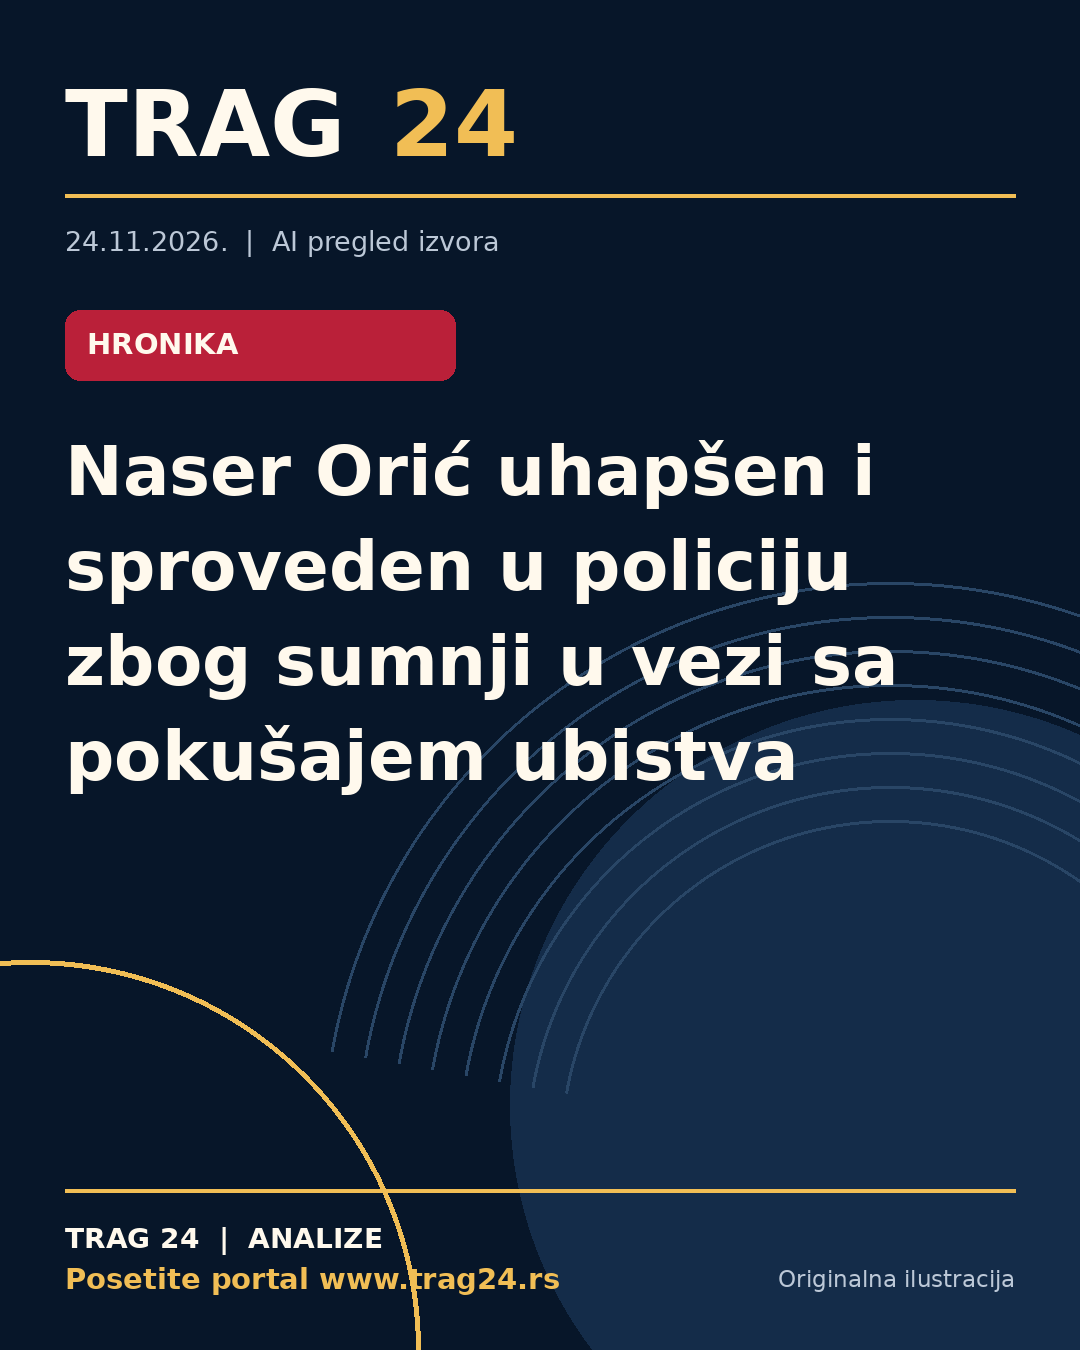 TRAG 24
24.11.2026. | AI pregled izvora
HRONIKA
Naser Orić uhapšen i
sproveden u policiju
zbog sumnji u vezi sa
pokušajem ubistva
TRAG 24 | ANALIZE
Posetite portal www.trag24.rs
Originalna ilustracija